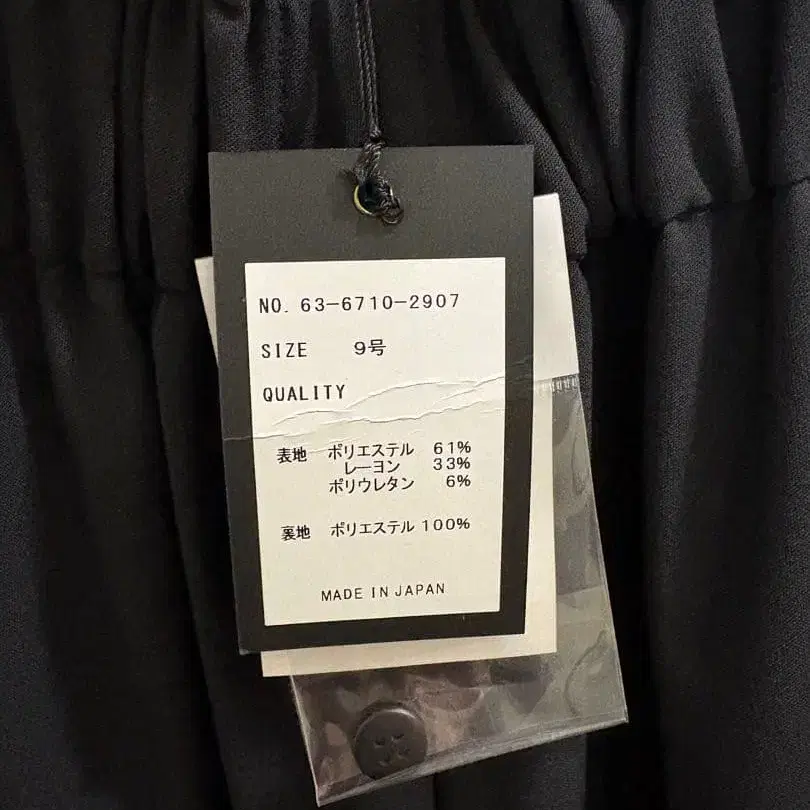 NO. 63-6710-2907
SIZE 9号
QUALITY
表地 ポリエステル 61%
レーヨン 33%
ポリウレタン 6%
裏地 ポリエステル 100%
MADE IN JAPAN